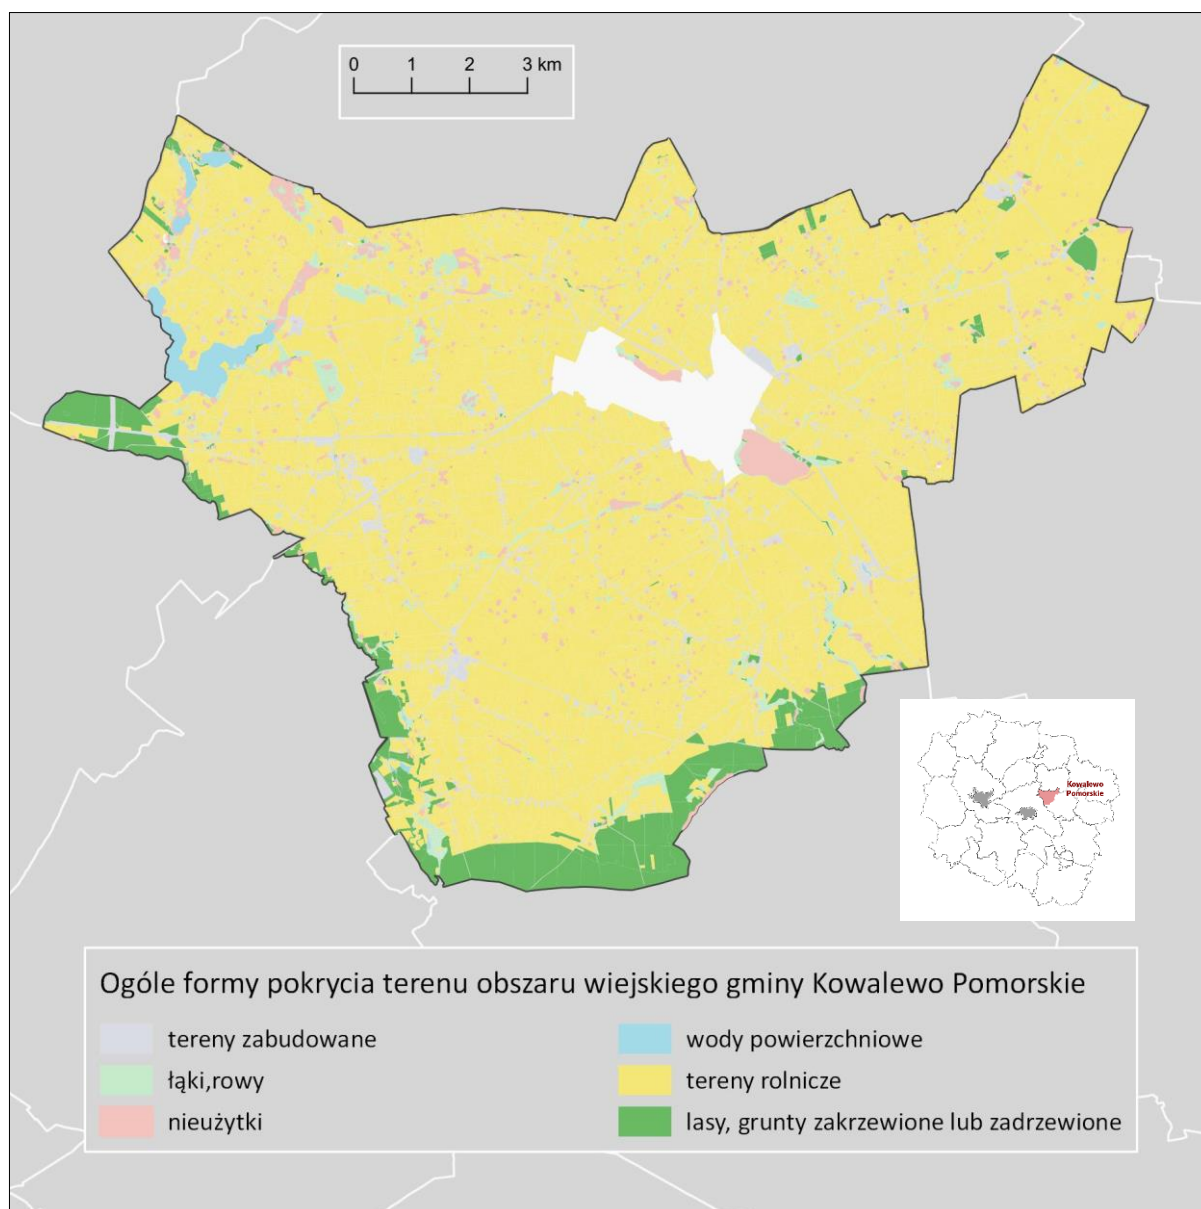 0 1 2 3 km
Kowalewo
Pomorskie
Ogóle formy pokrycia terenu obszaru wiejskiego gminy Kowalewo Pomorskie
tereny zabudowane
łąki,rowy
nieużytki
wody powierzchniowe
tereny rolnicze
lasy, grunty zakrzewione lub zadrzewione